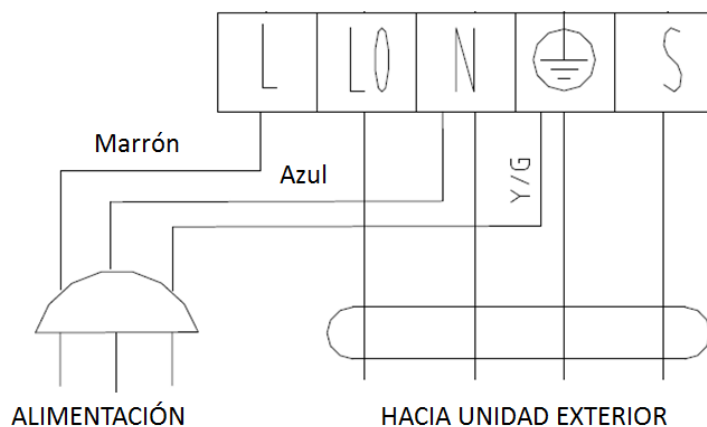 L LO N S
Marrón
Azul
Y/G
ALIMENTACIÓN
HACIA UNIDAD EXTERIOR